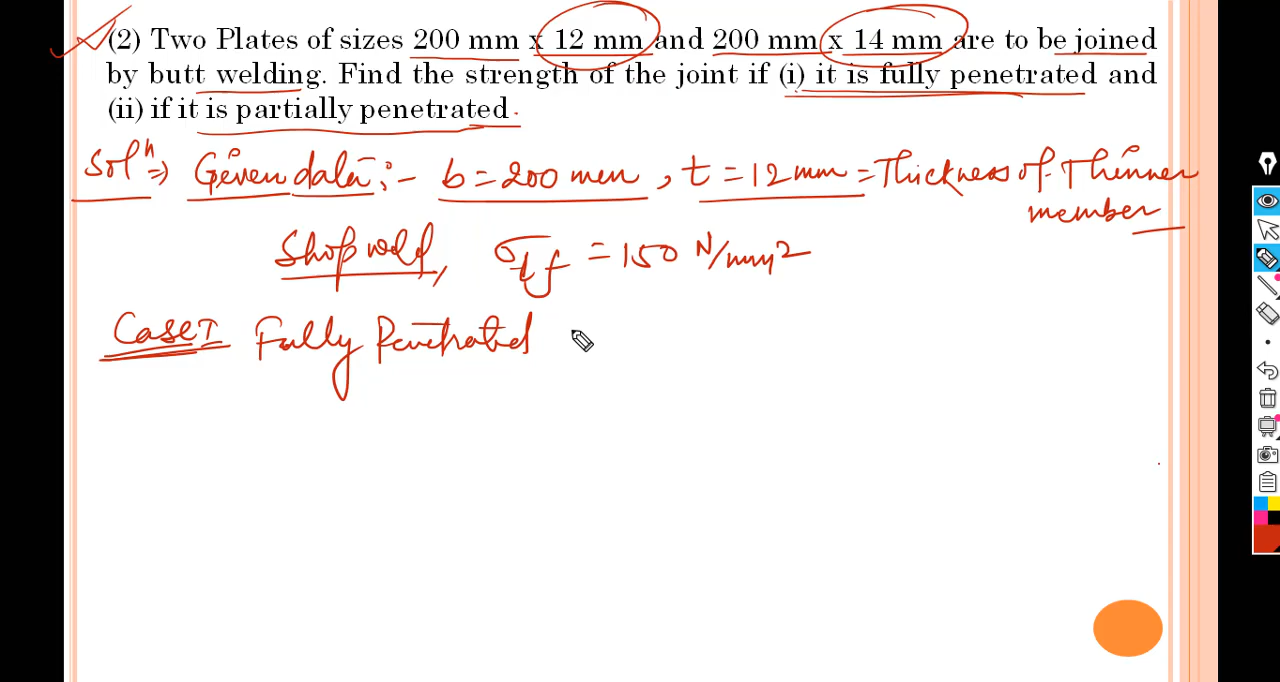 (2) Two Plates of sizes 200 mm x 12 mm and 200 mm x 14 mm are to be joined
by butt welding. Find the strength of the joint if (i) it is fully penetrated and
(ii) if it is partially penetrated.
Solⁿ ⇒ Given data :- b = 200 mm, t = 12 mm = Thickness of Thinner
member
Shop weld, σtf = 150 N/mm²
Case I Fully Penetrated